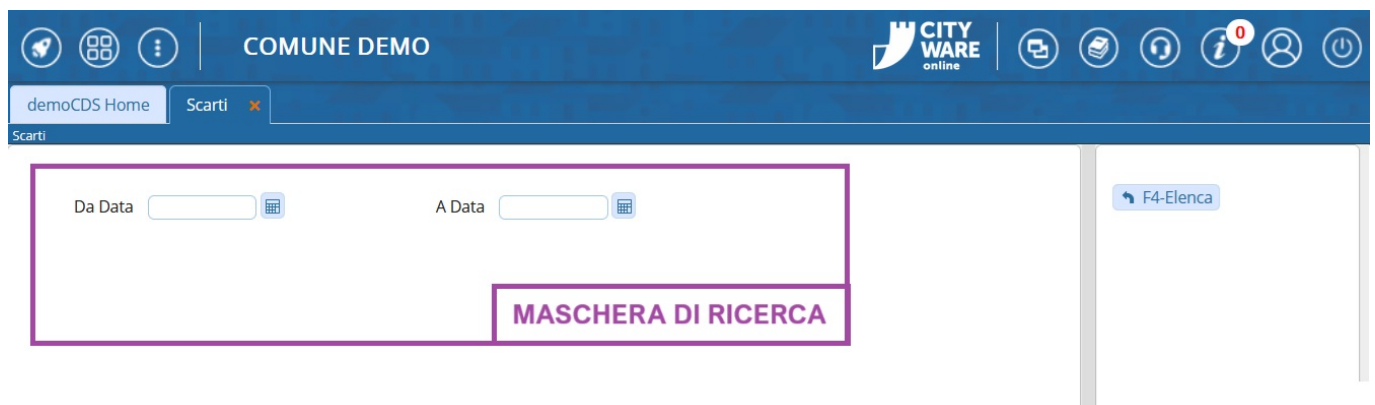 COMUNE DEMO
CITY
WARE
online
0
demoCDS Home
Scarti
Scarti
Da Data
A Data
F4-Elenca
MASCHERA DI RICERCA